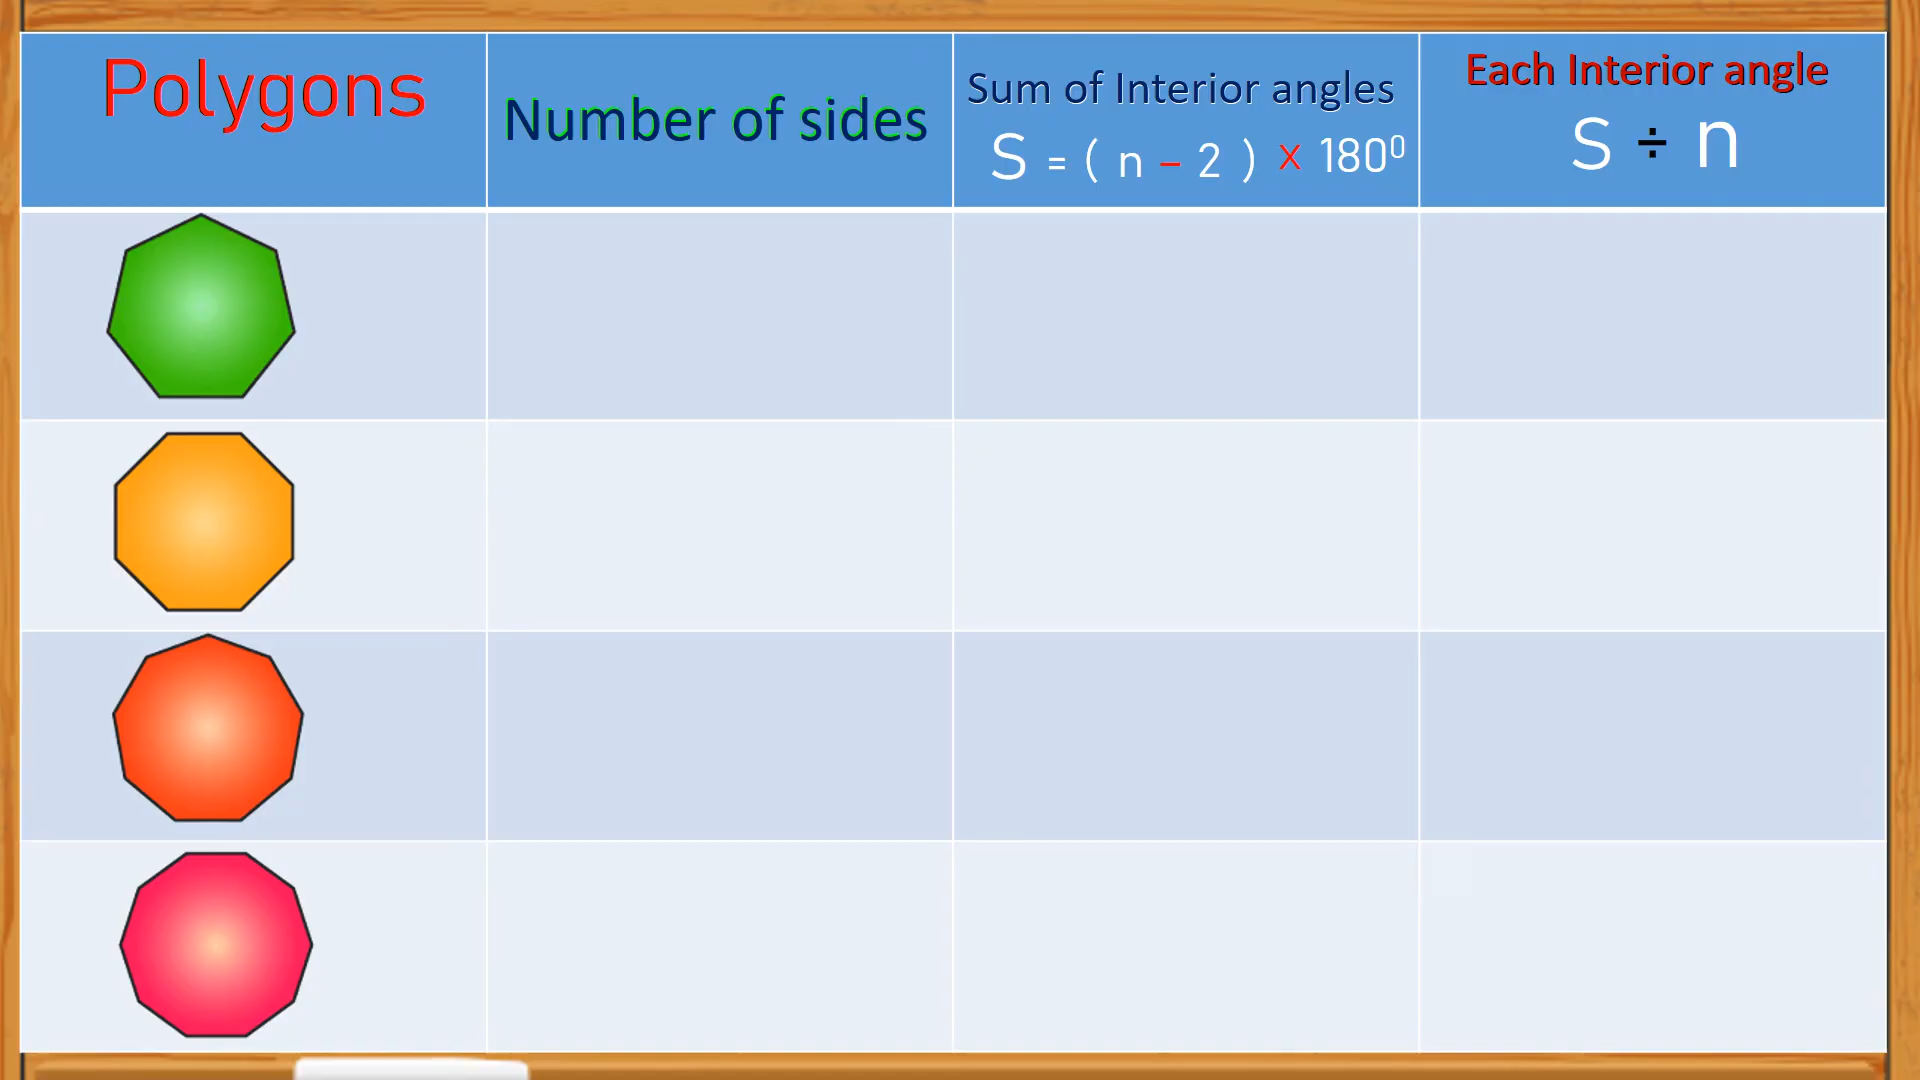 Polygons
Number of sides
Sum of Interior angles
S = ( n – 2 ) x 180⁰
Each Interior angle
S ÷ n